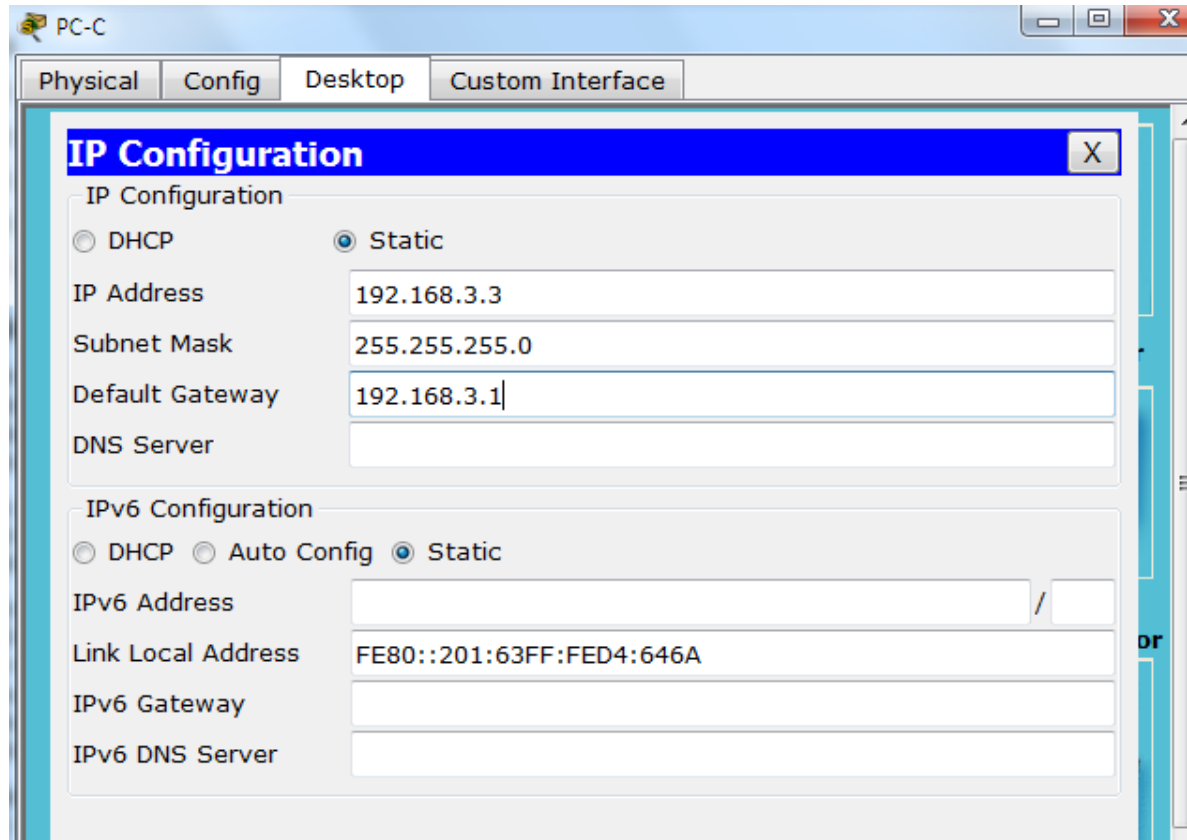 PC-C
Physical Config Desktop Custom Interface
IP Configuration X
IP Configuration
DHCP Static
IP Address 192.168.3.3
Subnet Mask 255.255.255.0
Default Gateway 192.168.3.1
DNS Server
IPv6 Configuration
DHCP Auto Config Static
IPv6 Address /
Link Local Address FE80::201:63FF:FED4:646A
or
IPv6 Gateway
IPv6 DNS Server